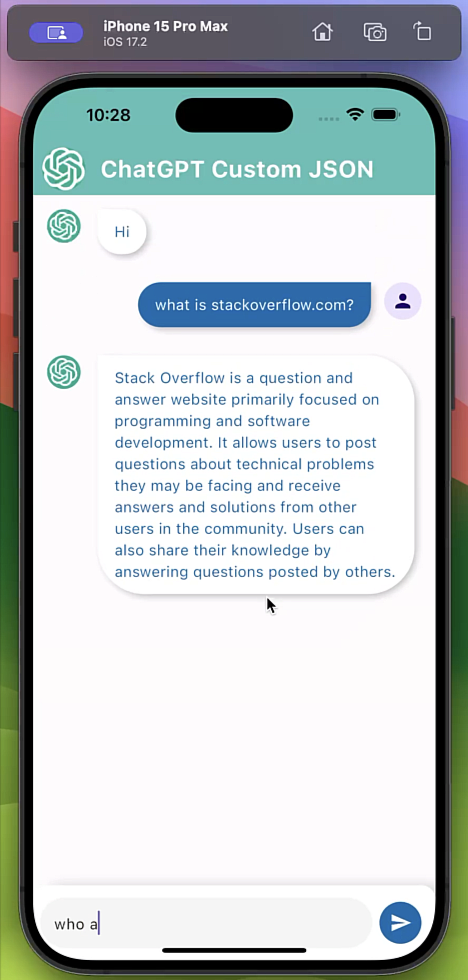 iPhone 15 Pro Max
iOS 17.2
10:28
ChatGPT Custom JSON
Hi
what is stackoverflow.com?
Stack Overflow is a question and
answer website primarily focused on
programming and software
development. It allows users to post
questions about technical problems
they may be facing and receive
answers and solutions from other
users in the community. Users can
also share their knowledge by
answering questions posted by others.
who a